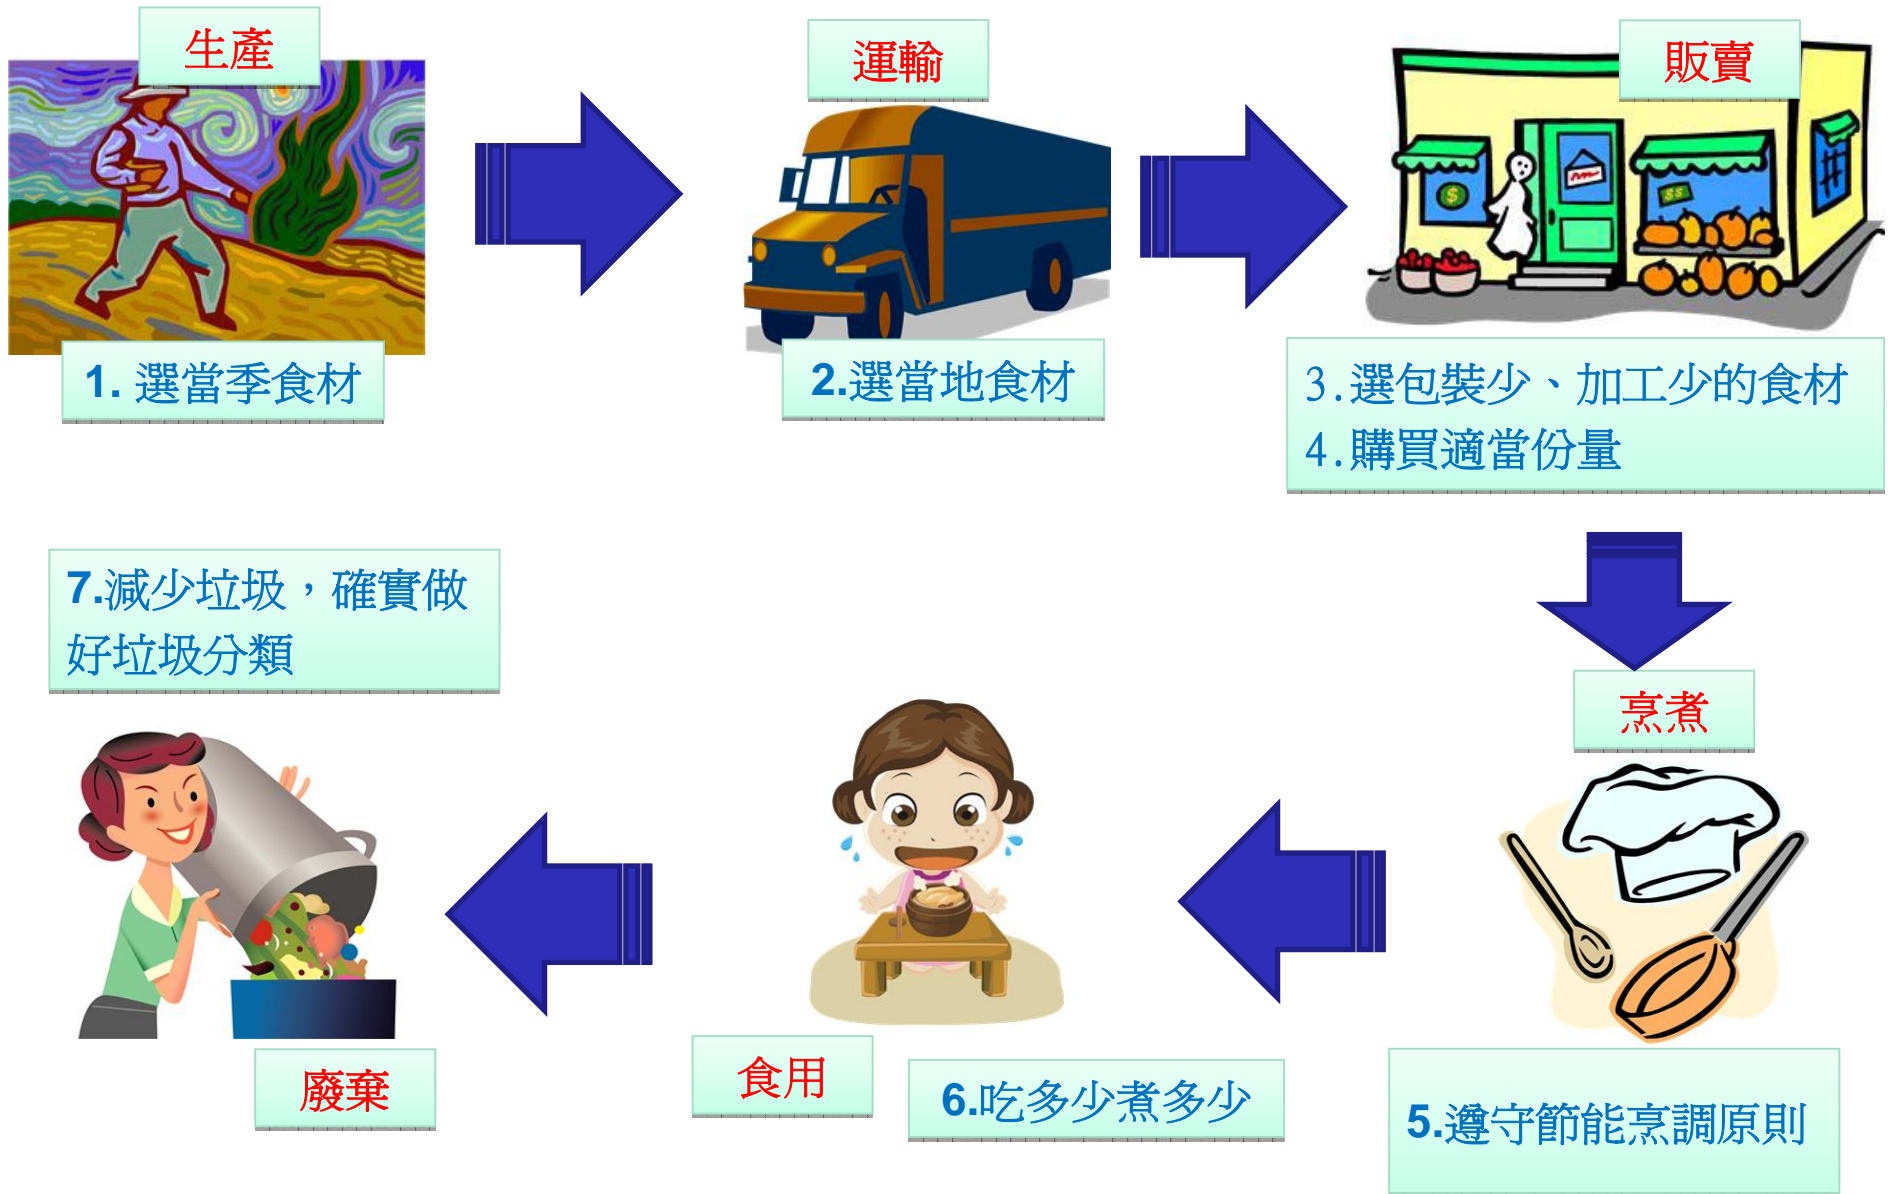 生產
1. 選當季食材
運輸
2.選當地食材
販賣
3.選包裝少、加工少的食材
4.購買適當份量
烹煮
5.遵守節能烹調原則
食用
6.吃多少煮多少
7.減少垃圾，確實做
好垃圾分類
廢棄
$
$$